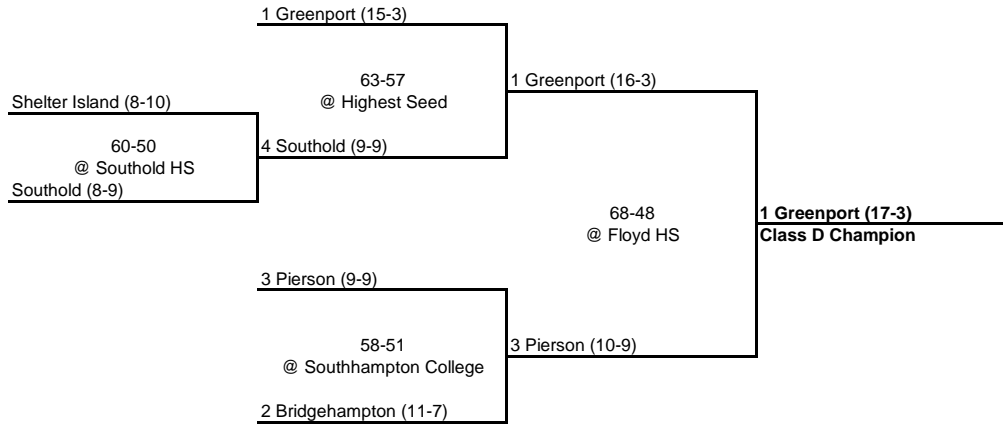 1 Greenport (15-3)
63-57
@ Highest Seed
1 Greenport (16-3)
Shelter Island (8-10)
60-50
@ Southold HS
4 Southold (9-9)
Southold (8-9)
68-48
@ Floyd HS
1 Greenport (17-3)
Class D Champion
3 Pierson (9-9)
58-51
@ Southhampton College
3 Pierson (10-9)
2 Bridgehampton (11-7)